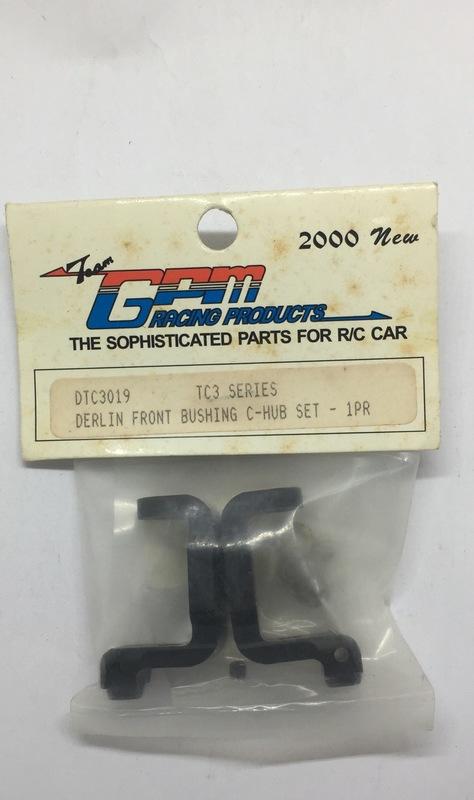 2000 New
Team
GPM
RACING PRODUCTS
THE SOPHISTICATED PARTS FOR R/C CAR
DTC3019 TC3 SERIES
DERLIN FRONT BUSHING C-HUB SET - 1PR